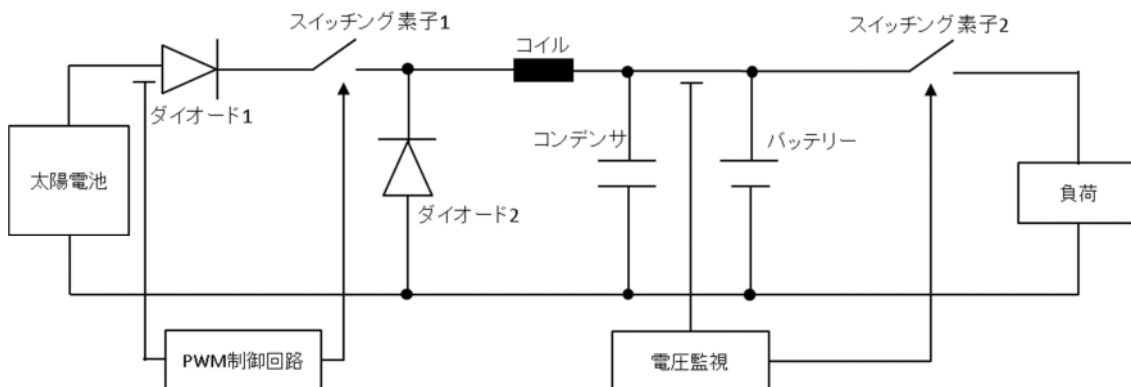 スイッチング素子1
スイッチング素子2
コイル
ダイオード1
コンデンサ
バッテリー
太陽電池
ダイオード2
負荷
PWM制御回路
電圧監視